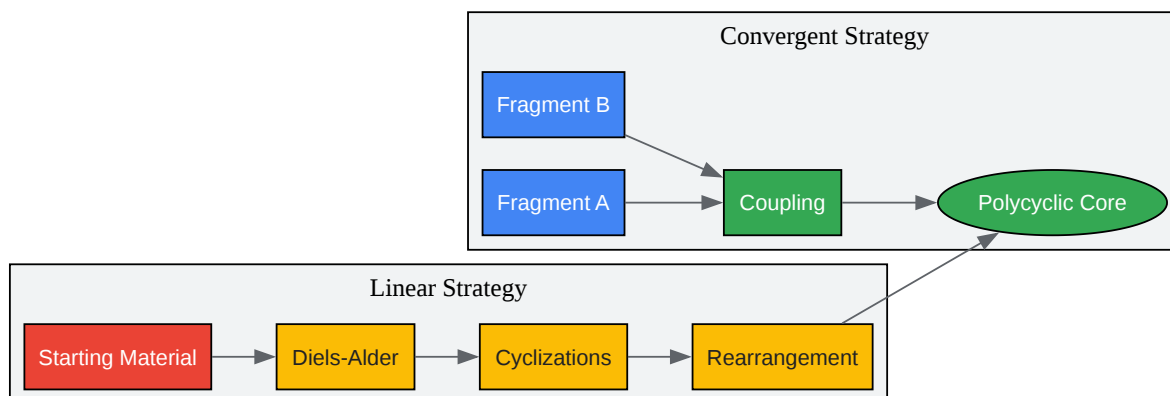 Convergent Strategy
Fragment B
Fragment A
Coupling
Polycyclic Core
Linear Strategy
Starting Material
Diels-Alder
Cyclizations
Rearrangement